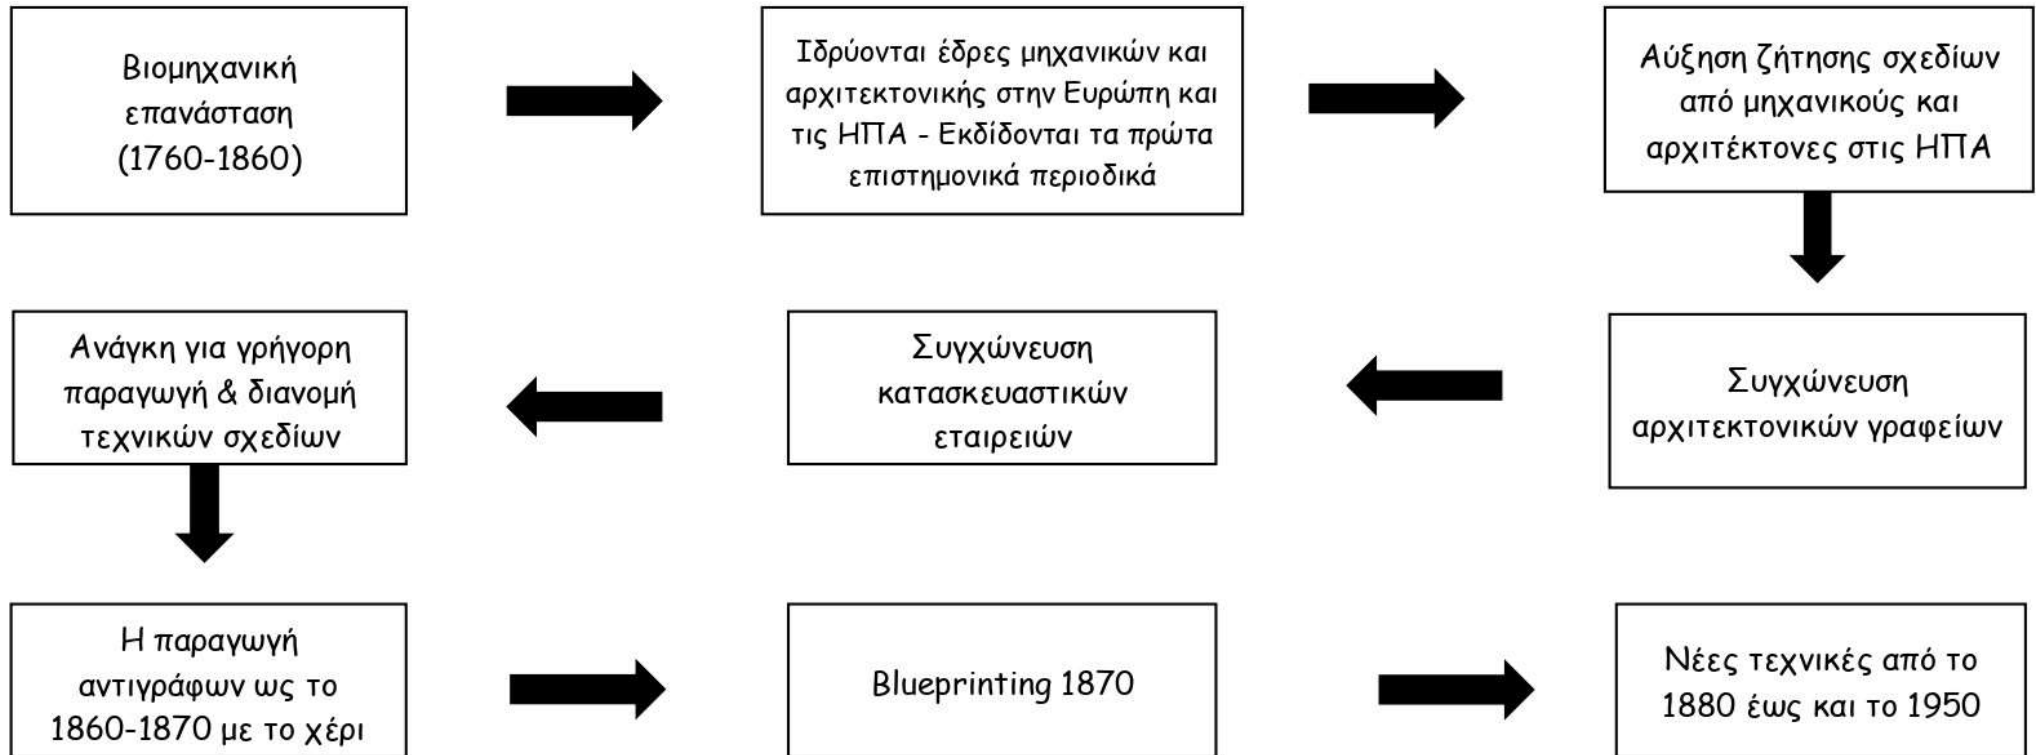 Βιομηχανική
επανάσταση
(1760-1860)
Ιδρύονται έδρες μηχανικών και
αρχιτεκτονικής στην Ευρώπη και
τις ΗΠΑ - Εκδίδονται τα πρώτα
επιστημονικά περιοδικά
Αύξηση ζήτησης σχεδίων
από μηχανικούς και
αρχιτέκτονες στις ΗΠΑ
Συγχώνευση
αρχιτεκτονικών γραφείων
Συγχώνευση
κατασκευαστικών
εταιρειών
Ανάγκη για γρήγορη
παραγωγή & διανομή
τεχνικών σχεδίων
Η παραγωγή
αντιγράφων ως το
1860-1870 με το χέρι
Blueprinting 1870
Νέες τεχνικές από το
1880 έως και το 1950